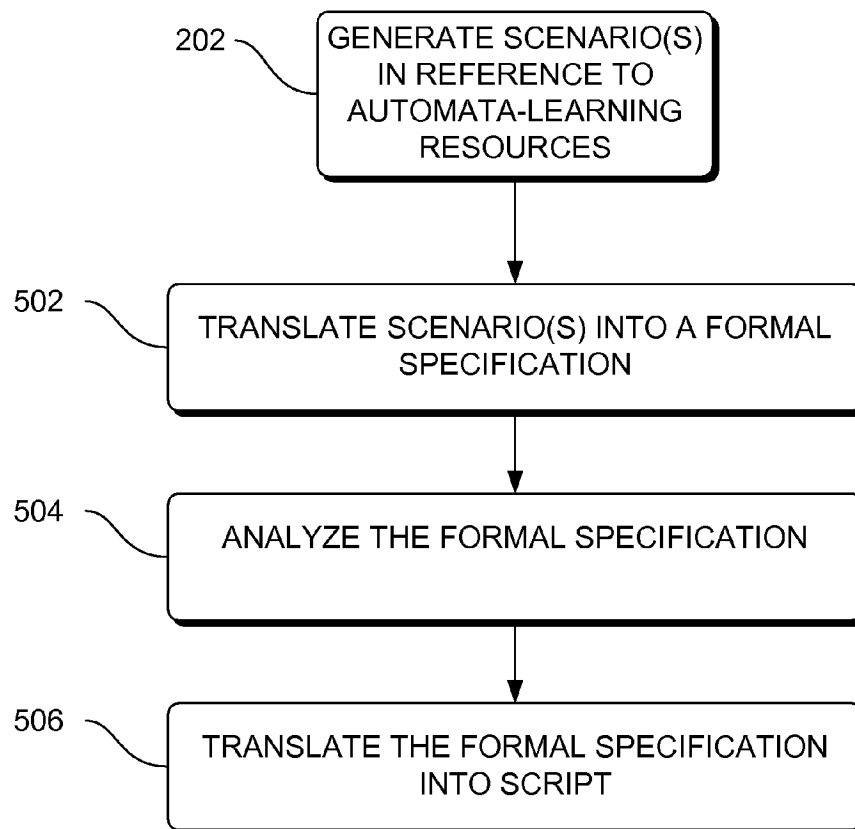 202
GENERATE SCENARIO(S)
IN REFERENCE TO
AUTOMATA-LEARNING
RESOURCES
502
TRANSLATE SCENARIO(S) INTO A FORMAL
SPECIFICATION
504
ANALYZE THE FORMAL SPECIFICATION
506
TRANSLATE THE FORMAL SPECIFICATION
INTO SCRIPT